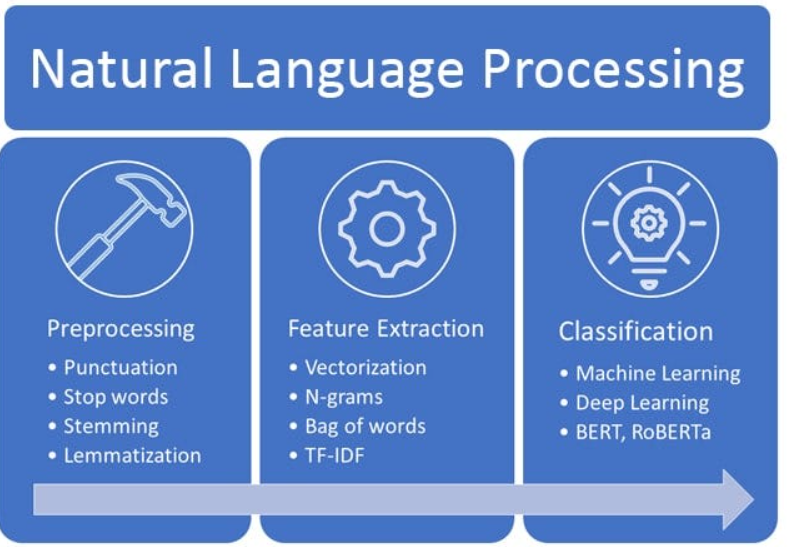 Natural Language Processing
Preprocessing
• Punctuation
• Stop words
• Stemming
• Lemmatization
Feature Extraction
• Vectorization
• N-grams
• Bag of words
• TF-IDF
Classification
• Machine Learning
• Deep Learning
• BERT, RoBERTa